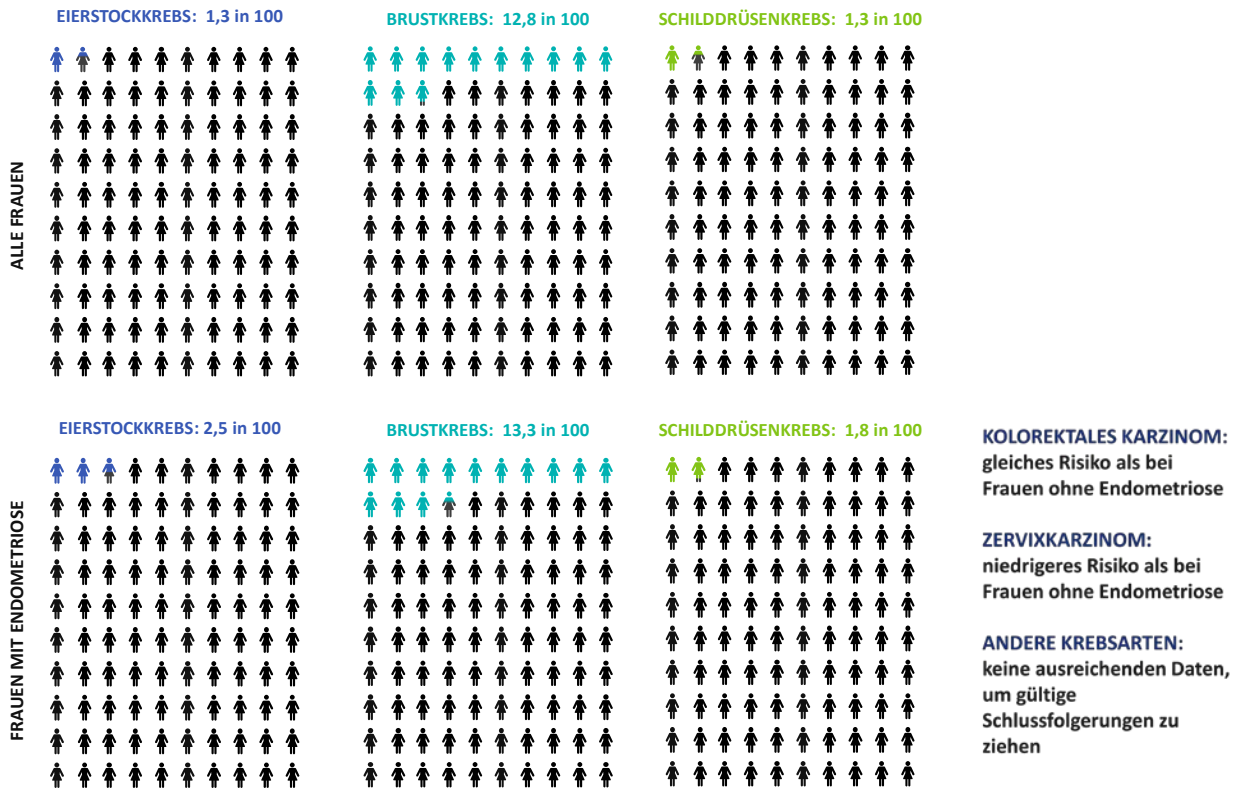 EIERSTOCKKREBS: 1,3 in 100
BRUSTKREBS: 12,8 in 100
SCHILDDRÜSENKREBS: 1,3 in 100
ALLE FRAUEN
EIERSTOCKKREBS: 2,5 in 100
BRUSTKREBS: 13,3 in 100
SCHILDDRÜSENKREBS: 1,8 in 100
FRAUEN MIT ENDOMETRIOSE
KOLOREKTALES KARZINOM:
gleiches Risiko als bei
Frauen ohne Endometriose
ZERVIXKARZINOM:
niedrigeres Risiko als bei
Frauen ohne Endometriose
ANDERE KREBSARTEN:
keine ausreichenden Daten,
um gültige
Schlussfolgerungen zu
ziehen